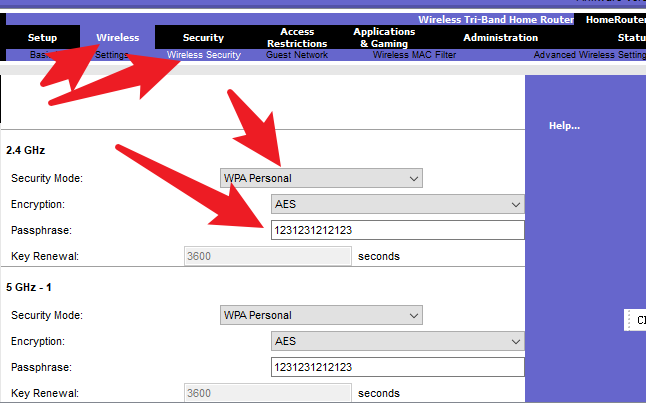 Wireless Tri-Band Home Router HomeRouter
Setup Wireless Security Access Restrictions Applications & Gaming Administration Statu
Basic Settings Wireless Security Guest Network Wireless MAC Filter Advanced Wireless Setting
Help...
2.4 GHz
Security Mode: WPA Personal
Encryption: AES
Passphrase: 1231231212123
Key Renewal: 3600 seconds
5 GHz - 1
Security Mode: WPA Personal
Encryption: AES
Passphrase: 1231231212123
Key Renewal: 3600 seconds